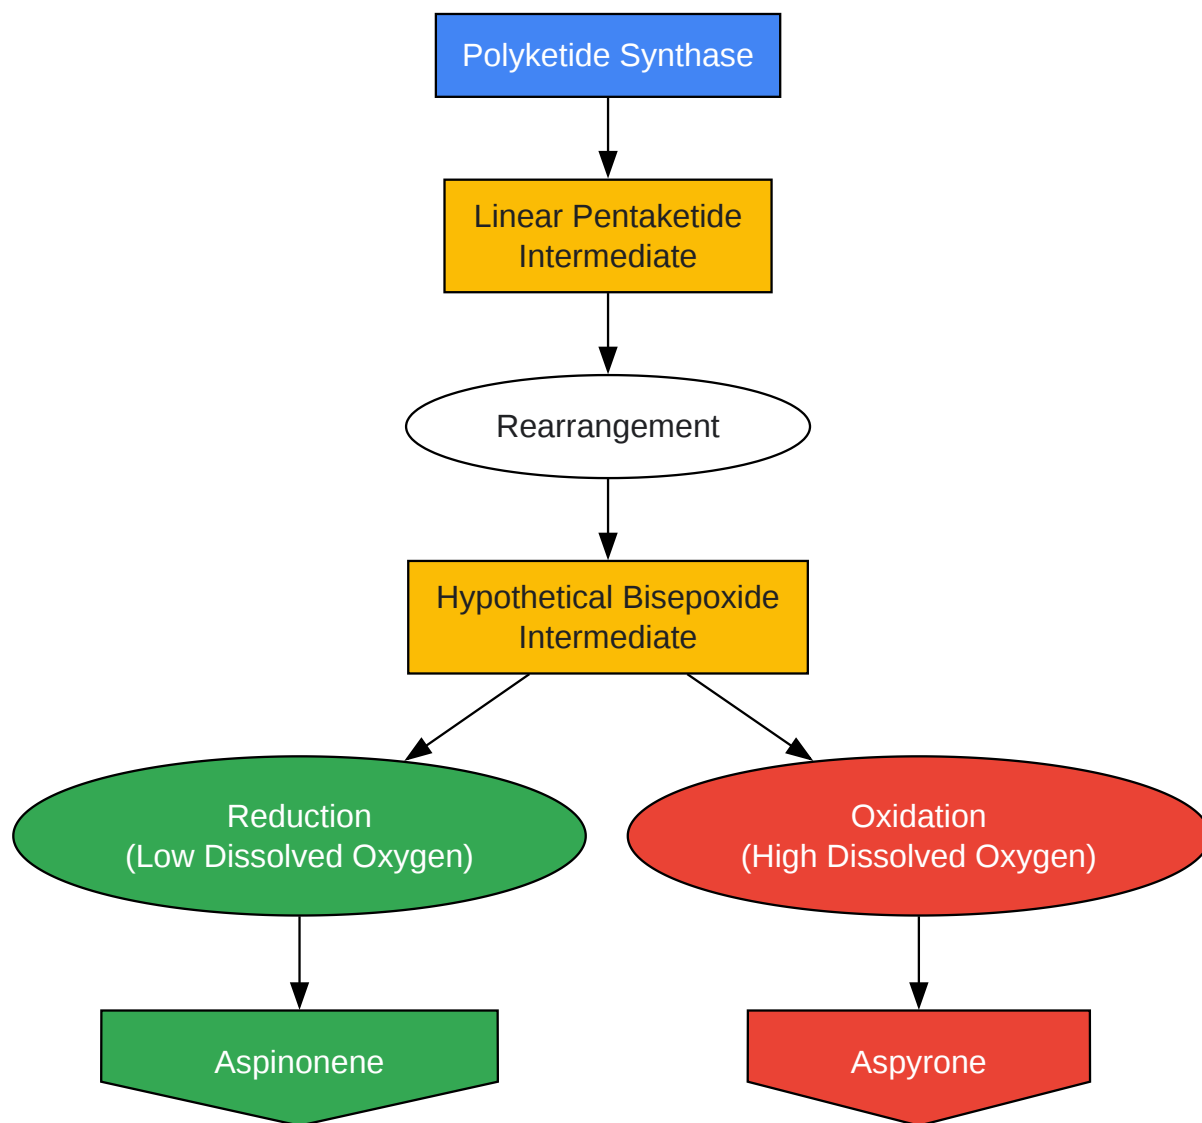 Polyketide Synthase
Linear Pentaketide
Intermediate
Rearrangement
Hypothetical Bisepoxide
Intermediate
Reduction
(Low Dissolved Oxygen)
Oxidation
(High Dissolved Oxygen)
Aspinonene
Aspyrone